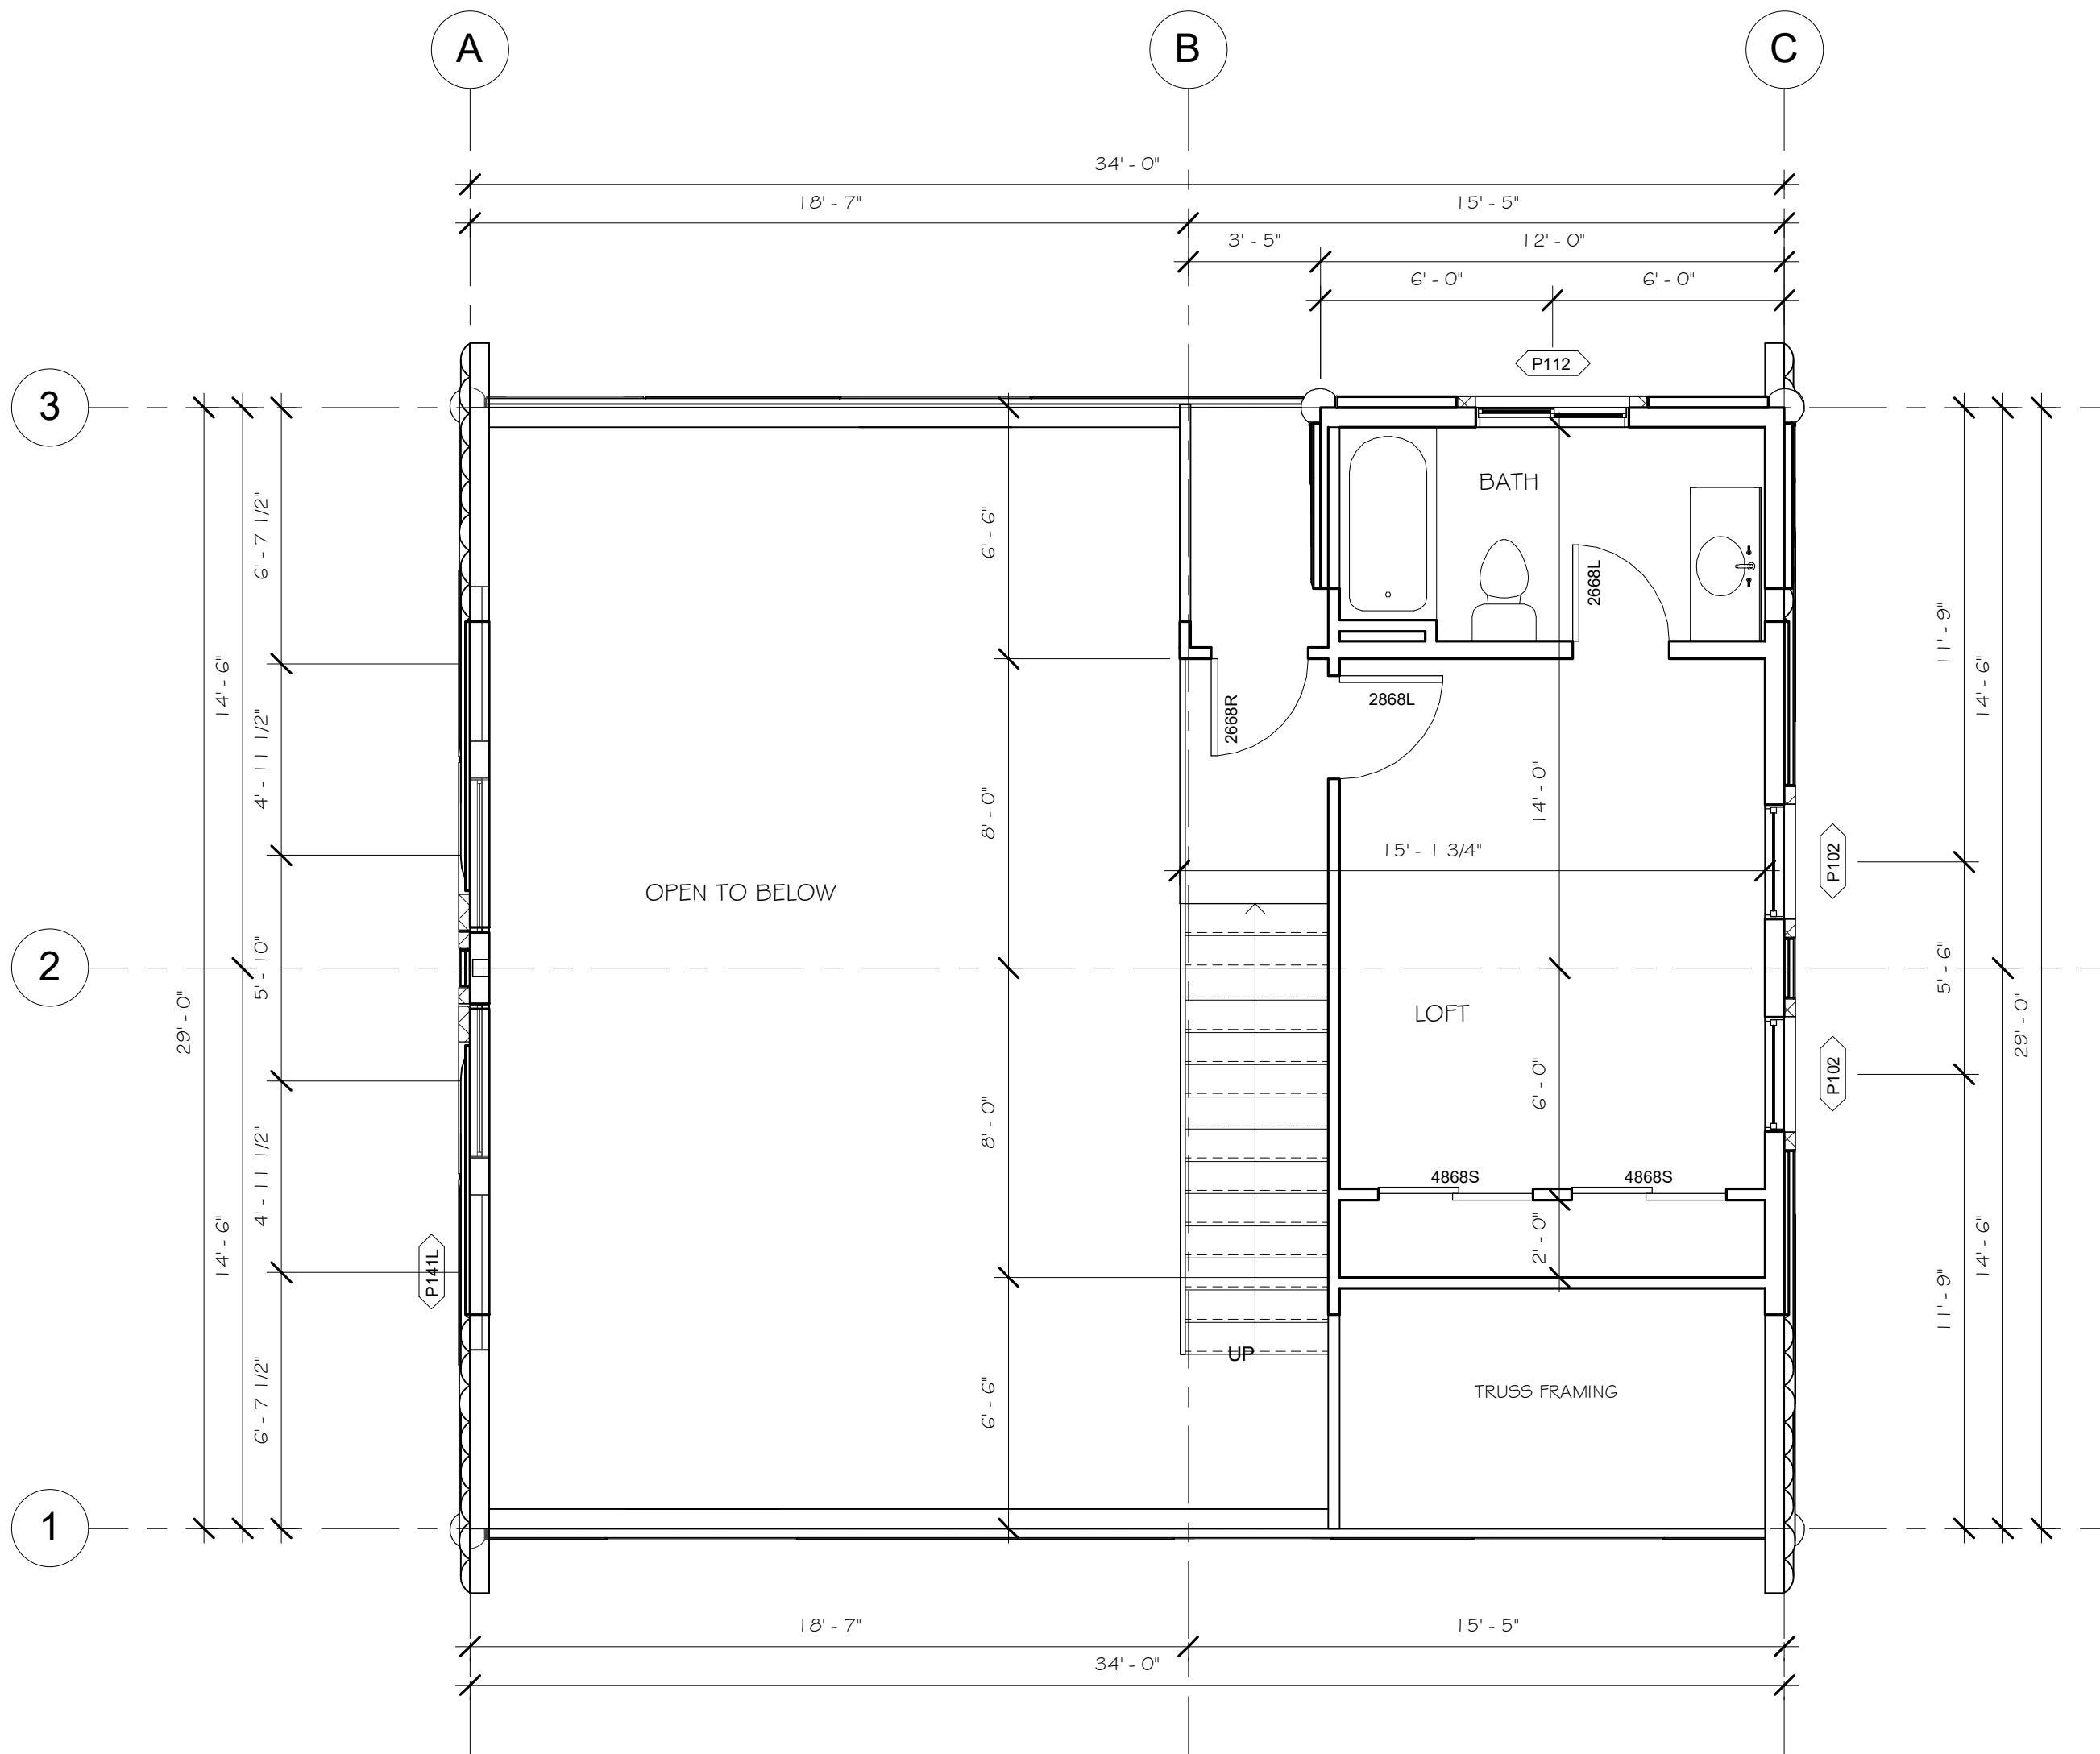 A
B
C
34' - 0"
18' - 7"
15' - 5"
3' - 5"
12' - 0"
6' - 0"
6' - 0"
P112
3
6' - 7 1/2"
6' - 6"
BATH
2668L
11' - 9"
14' - 6"
14' - 6"
2668R
2868L
4' - 11 1/2"
8' - 0"
14' - 0"
15' - 1 3/4"
P102
OPEN TO BELOW
2
5' - 10"
29' - 0"
5' - 6"
29' - 0"
LOFT
P102
8' - 0"
6' - 0"
4' - 11 1/2"
4868S
4868S
14' - 6"
2' - 0"
14' - 6"
P141L
11' - 9"
UP
TRUSS FRAMING
6' - 7 1/2"
6' - 6"
1
18' - 7"
15' - 5"
34' - 0"